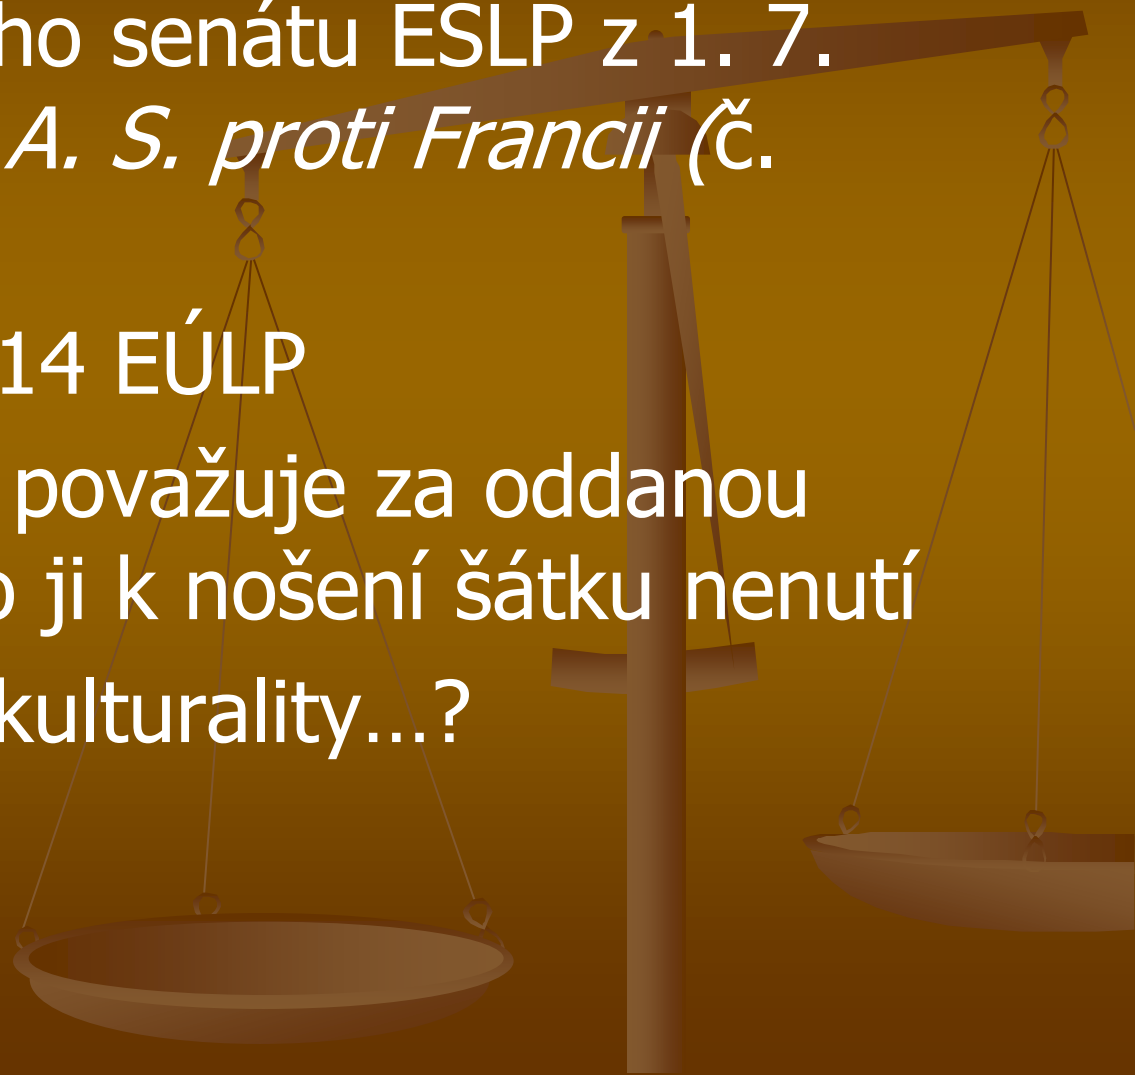 ho senátu ESLP z 1. 7.
A. S. proti Francii (č.
14 EÚLP
považuje za oddanou
ji k nošení šátku nenutí
kulturality…?